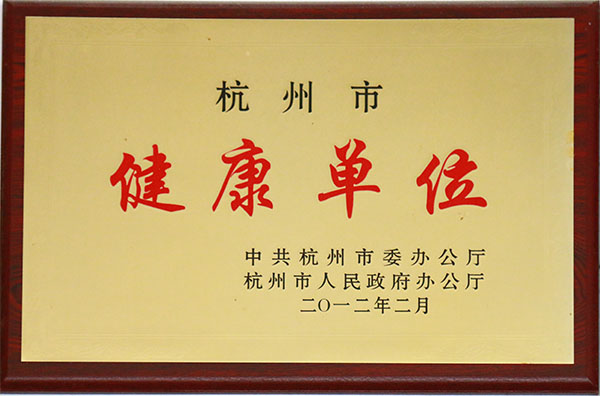 杭州市
健康单位
中共杭州市委办公厅
杭州市人民政府办公厅
二〇一二年二月